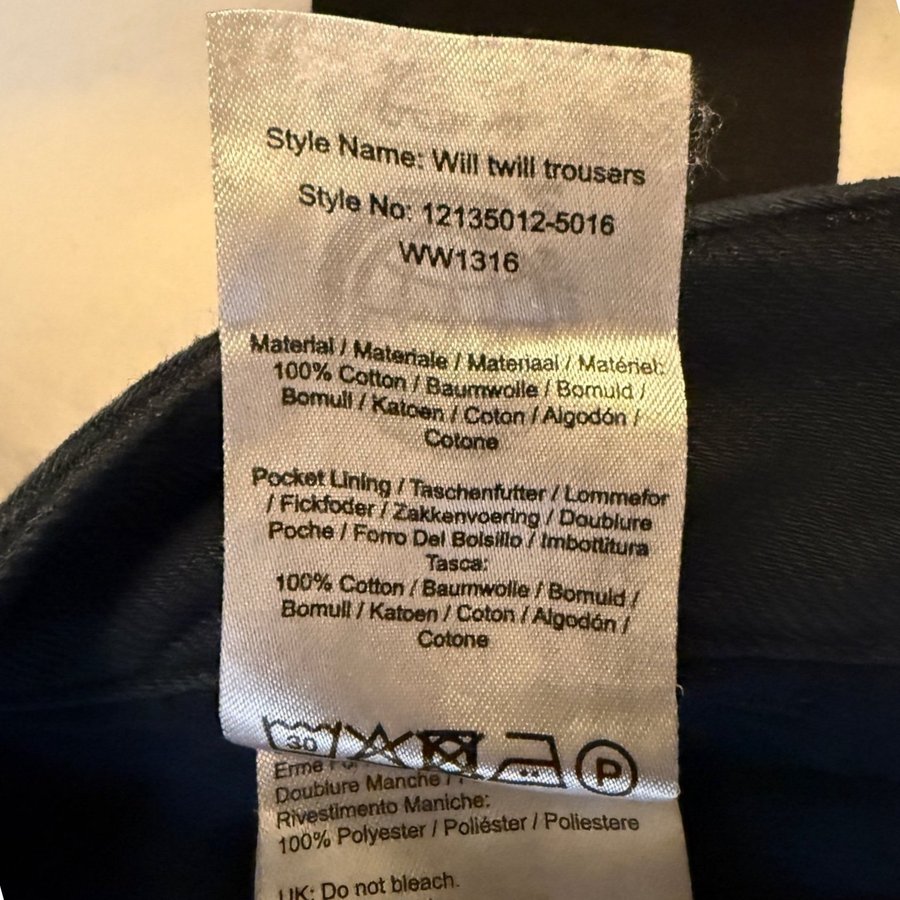 Style Name: Will twill trousers
Style No: 12135012-5016
WW1316
Material / Materiale / Materiaal / Matériel:
100% Cotton / Baumwolle / Bomuld /
Bomull / Katoen / Coton / Algodón /
Cotone
Pocket Lining / Taschenfutter / Lommefor
/ Fickfoder / Zakkenvoering / Doublure
Poche / Forro Del Bolsillo / Imbottitura
Tasca:
100% Cotton / Baumwolle / Bomuld /
Bomull / Katoen / Coton / Algodón /
Cotone
30
P
Doublure Manche /
Rivestimento Maniche:
100% Polyester / Poliéster / Poliestere
UK: Do not bleach.